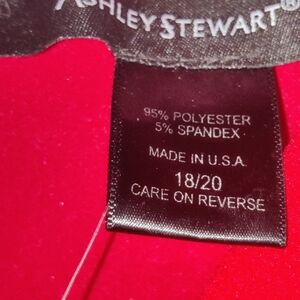 ASHLEY STEWART®
95% POLYESTER
5% SPANDEX
MADE IN U.S.A.
18/20
CARE ON REVERSE